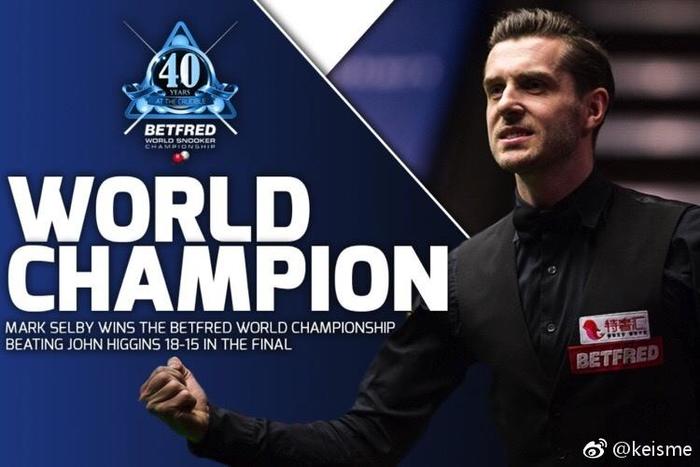 40
YEARS
AT THE CRUCIBLE
BETFRED
WORLD SNOOKER
CHAMPIONSHIP
WORLD
CHAMPION
MARK SELBY WINS THE BETFRED WORLD CHAMPIONSHIP
BEATING JOHN HIGGINS 18-15 IN THE FINAL
BETFRED
@keisme